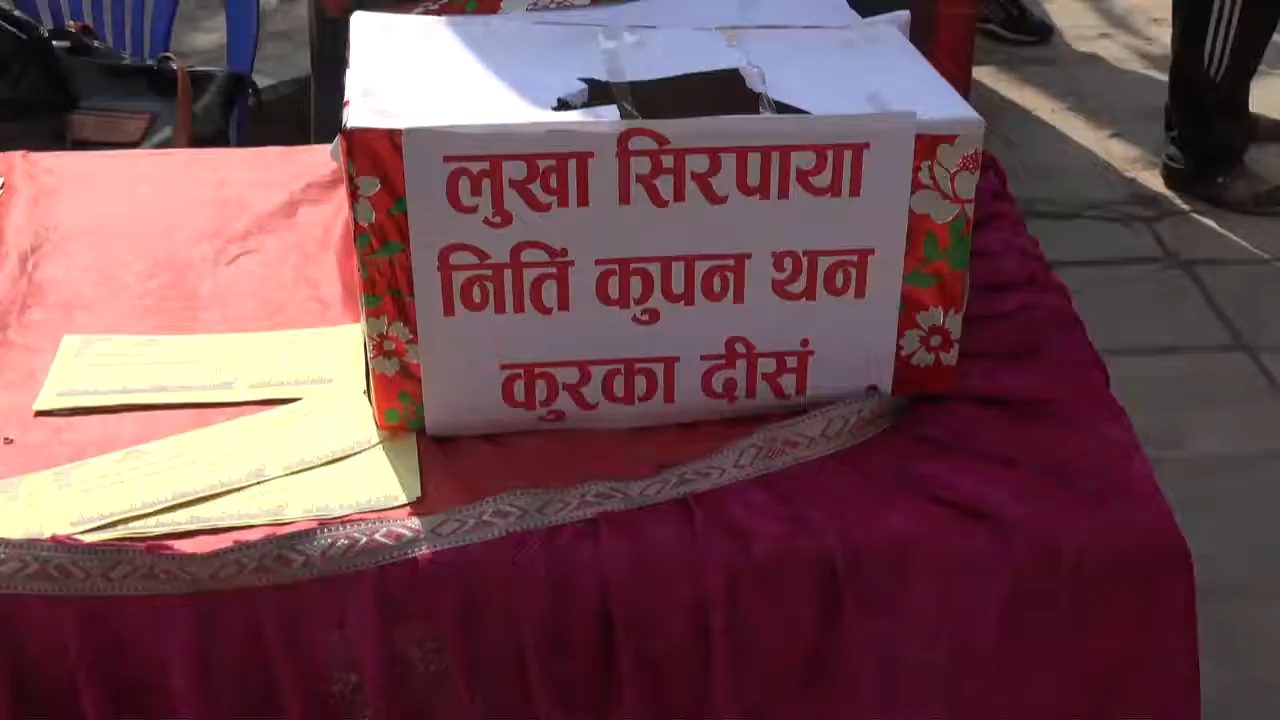 लुखा सिरपाया
नितिं कुपन थन
कुरका दीसं